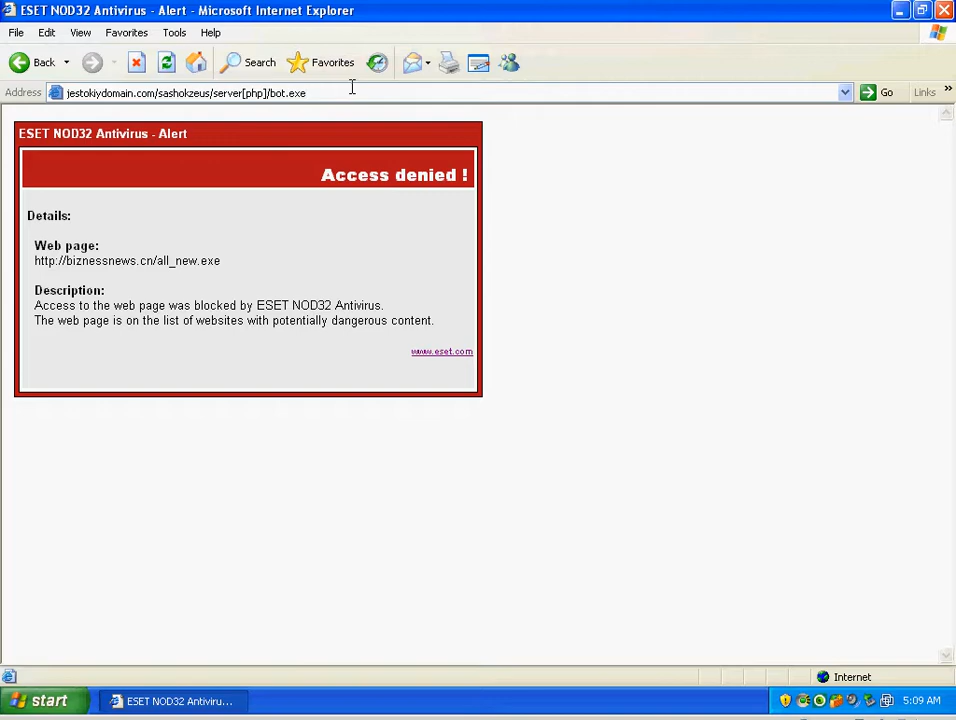 ESET NOD32 Antivirus - Alert - Microsoft Internet Explorer
File Edit View Favorites Tools Help
Back Search Favorites
Address jestokiydomain.com/sashokzeus/server[php]/bot.exe Go Links »
ESET NOD32 Antivirus - Alert
Access denied !
Details:
Web page:
http://biznessnews.cn/all_new.exe
Description:
Access to the web page was blocked by ESET NOD32 Antivirus.
The web page is on the list of websites with potentially dangerous content.
www.eset.com
Internet
start ESET NOD32 Antiviru... 5:09 AM